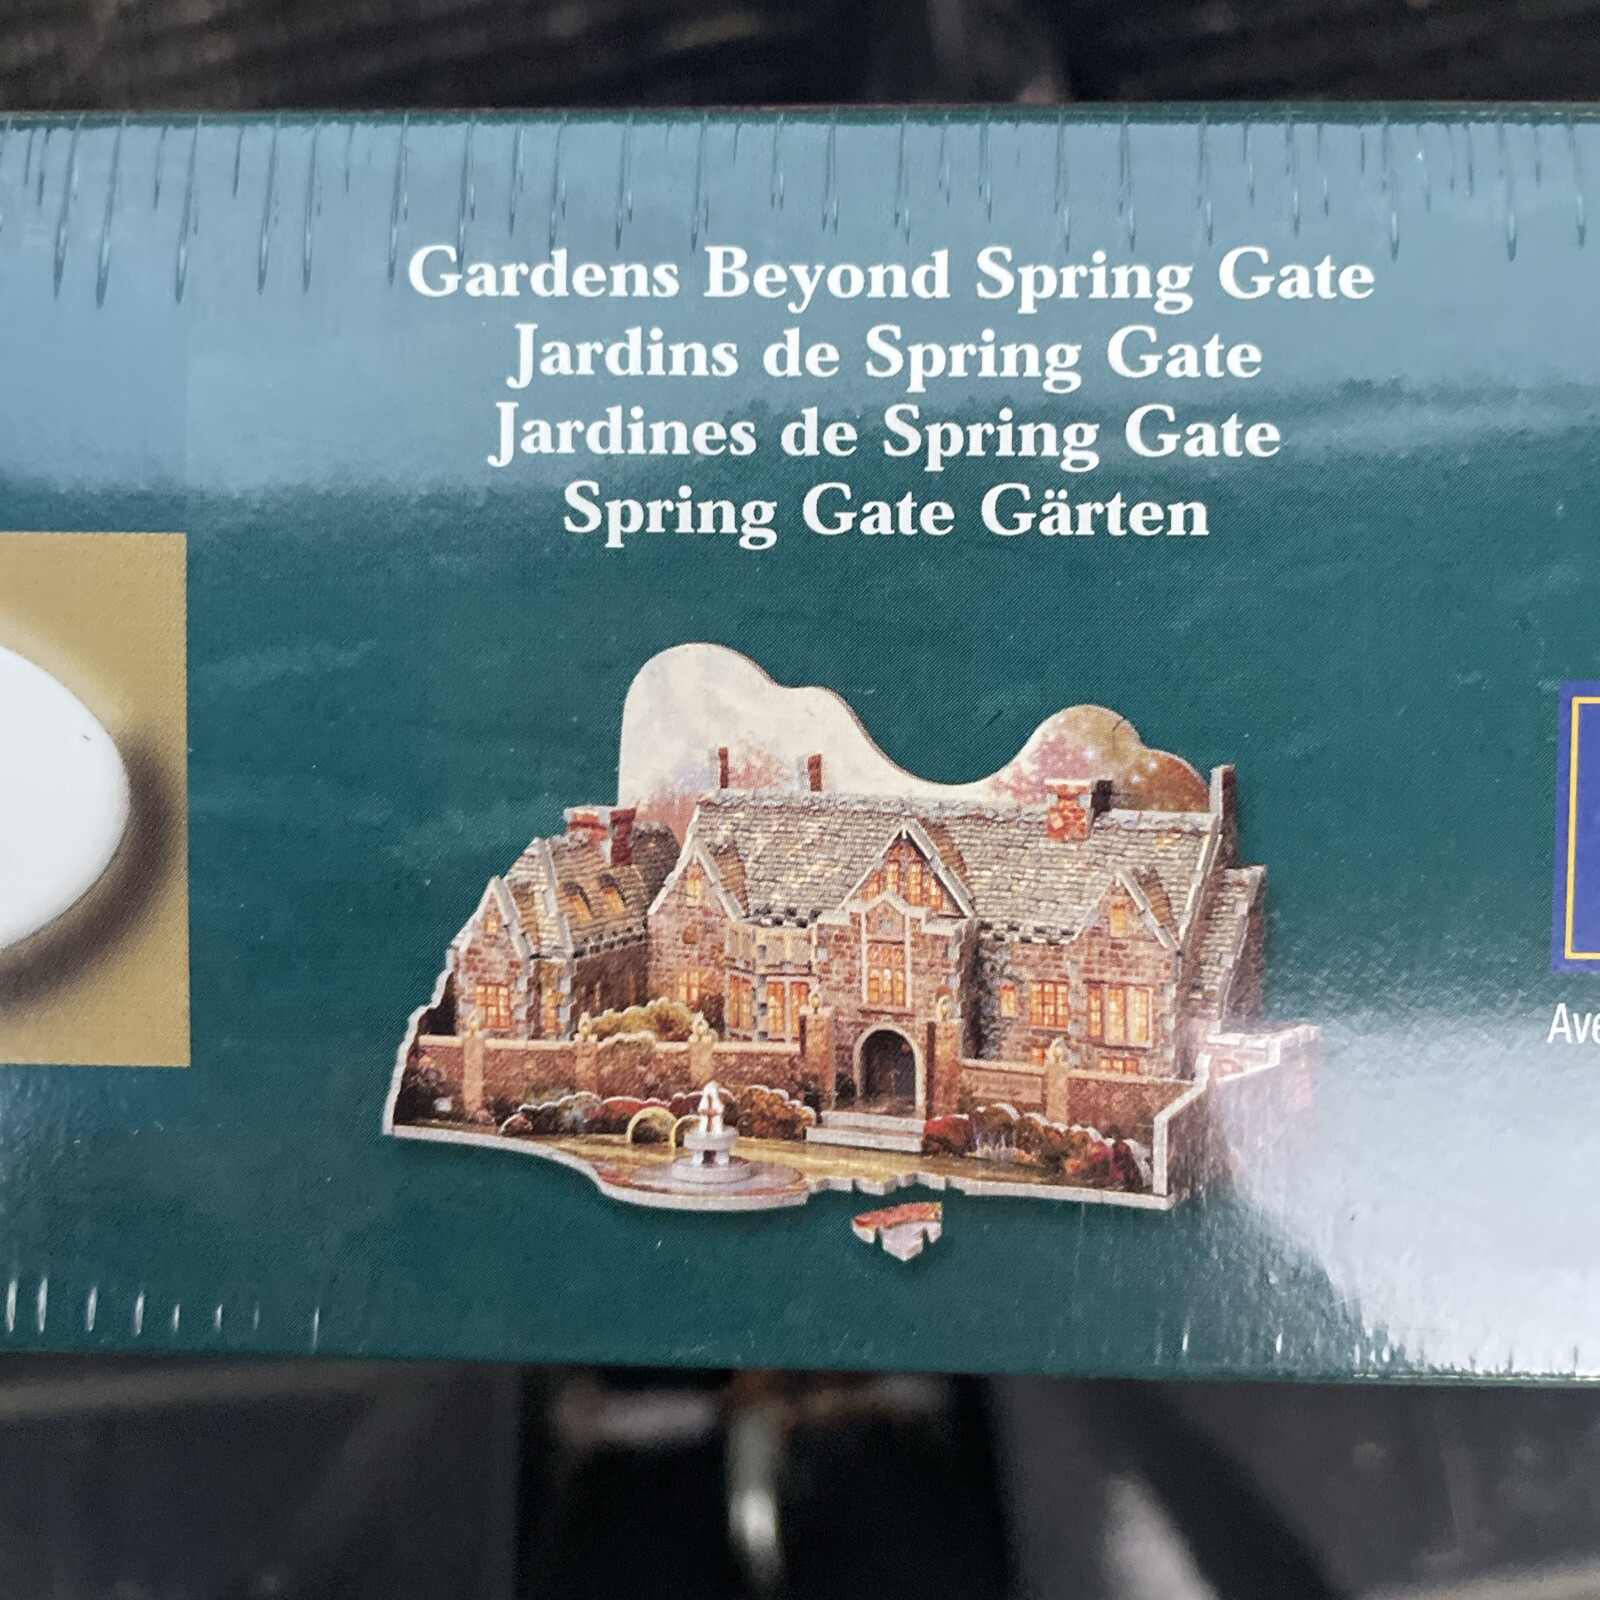 Gardens Beyond Spring Gate
Jardins de Spring Gate
Jardines de Spring Gate
Spring Gate Gärten